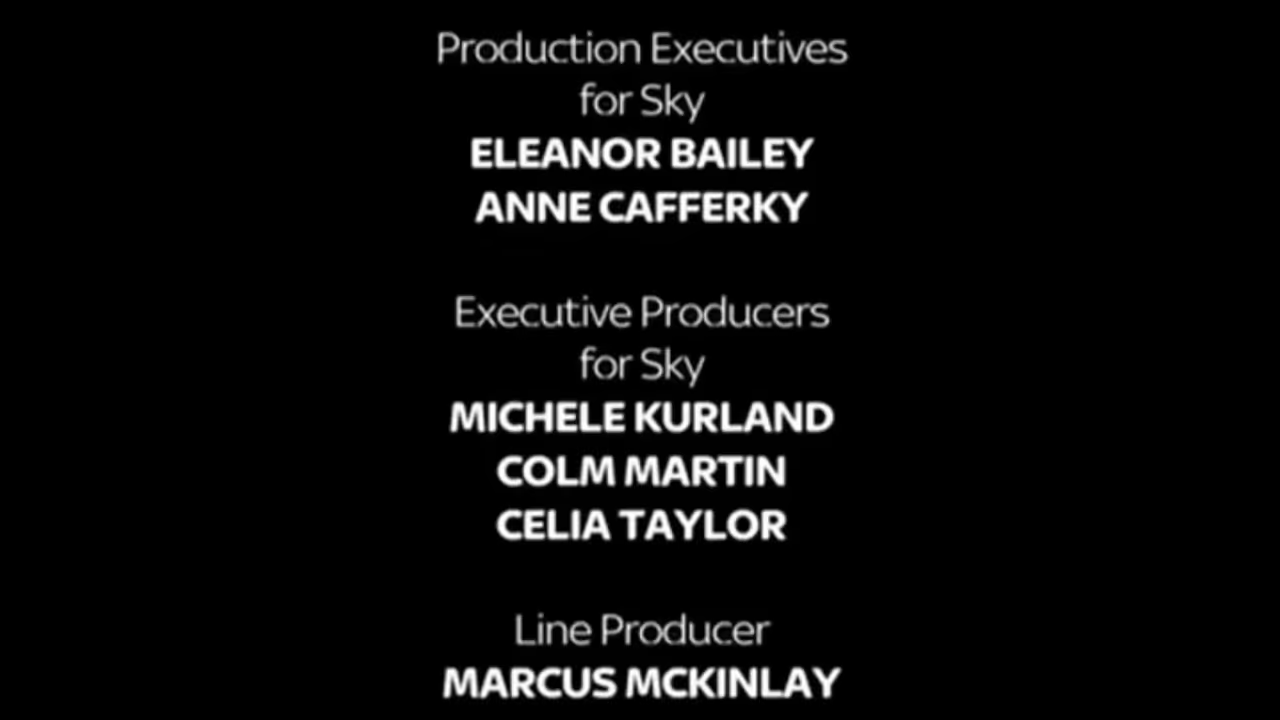 Production Executives
for Sky
ELEANOR BAILEY
ANNE CAFFERKY
Executive Producers
for Sky
MICHELE KURLAND
COLM MARTIN
CELIA TAYLOR
Line Producer
MARCUS MCKINLAY